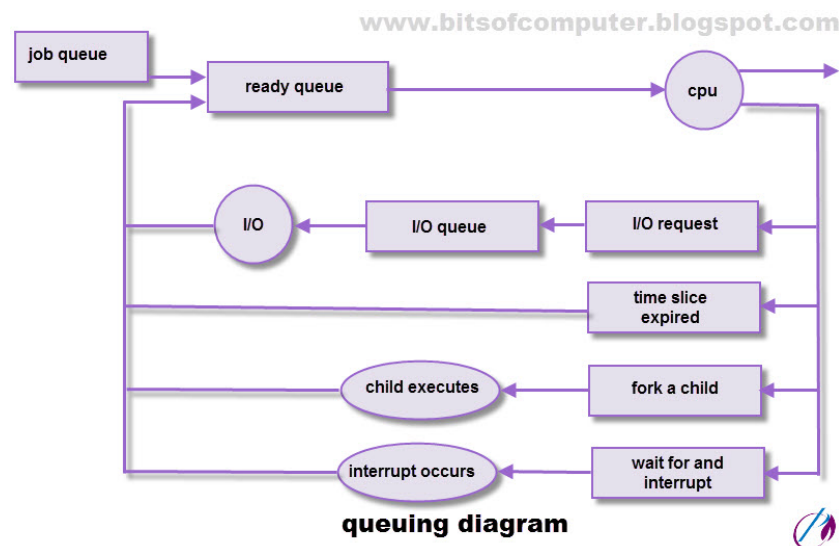 www.bitsofcomputer.blogspot.com
job queue
ready queue
cpu
I/O
I/O queue
I/O request
time slice
expired
child executes
fork a child
interrupt occurs
wait for and
interrupt
queuing diagram